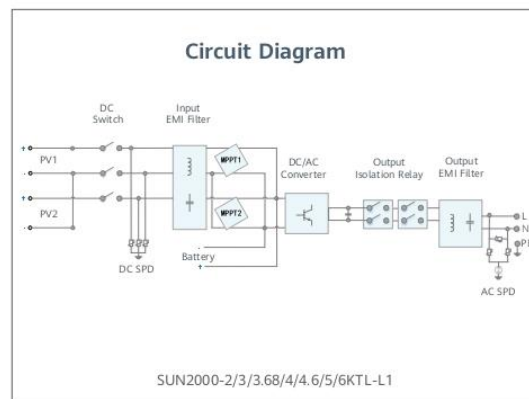 Circuit Diagram
DC
Switch
Input
EMI Filter
PV1
PV2
MPPT1
MPPT2
DC/AC
Converter
Output
Isolation Relay
Output
EMI Filter
L
N
DC SPD
Battery
AC SPD
SUN2000-2/3/3.68/4/4.6/5/6KTL-L1